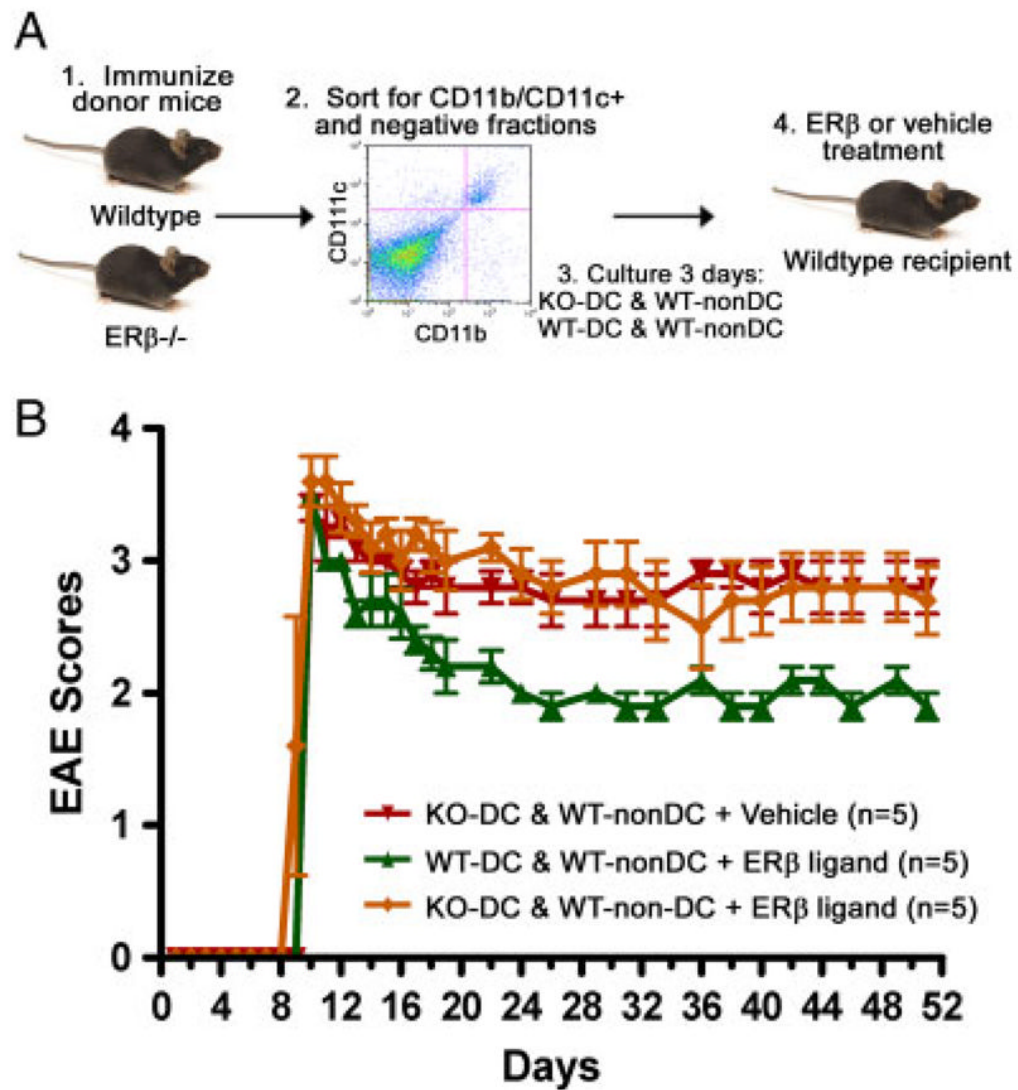 A
1. Immunize
donor mice
Wildtype
ERβ-/-
2. Sort for CD11b/CD11c+
and negative fractions
CD111c
CD11b
3. Culture 3 days:
KO-DC & WT-nonDC
WT-DC & WT-nonDC
4. ERβ or vehicle
treatment
Wildtype recipient
B
EAE Scores
4
3
2
1
0
KO-DC & WT-nonDC + Vehicle (n=5)
WT-DC & WT-nonDC + ERβ ligand (n=5)
KO-DC & WT-non-DC + ERβ ligand (n=5)
0 4 8 12 16 20 24 28 32 36 40 44 48 52
Days